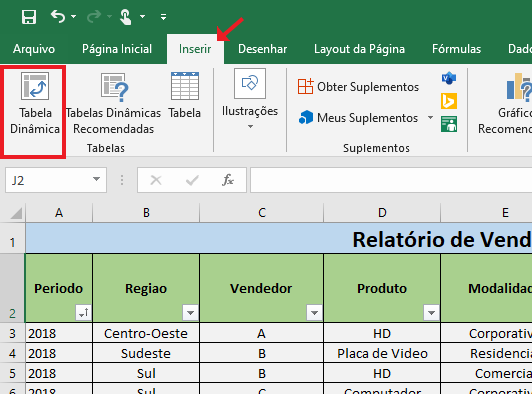 Arquivo Página Inicial Inserir Desenhar Layout da Página Fórmulas Dado
Tabela Dinâmica
Tabelas Dinâmicas Recomendadas
Tabela
Ilustrações
Obter Suplementos
Meus Suplementos
Gráfic
Recomend
Tabelas
Suplementos
J2
fx
A B C D E
1 Relatório de Vend
2 Periodo Regiao Vendedor Produto Modalidad
3 2018 Centro-Oeste A HD Corporativ
4 2018 Sudeste B Placa de Video Residencia
5 2018 Sul B HD Comercia
6 2018 Sul C Computador Corporativ